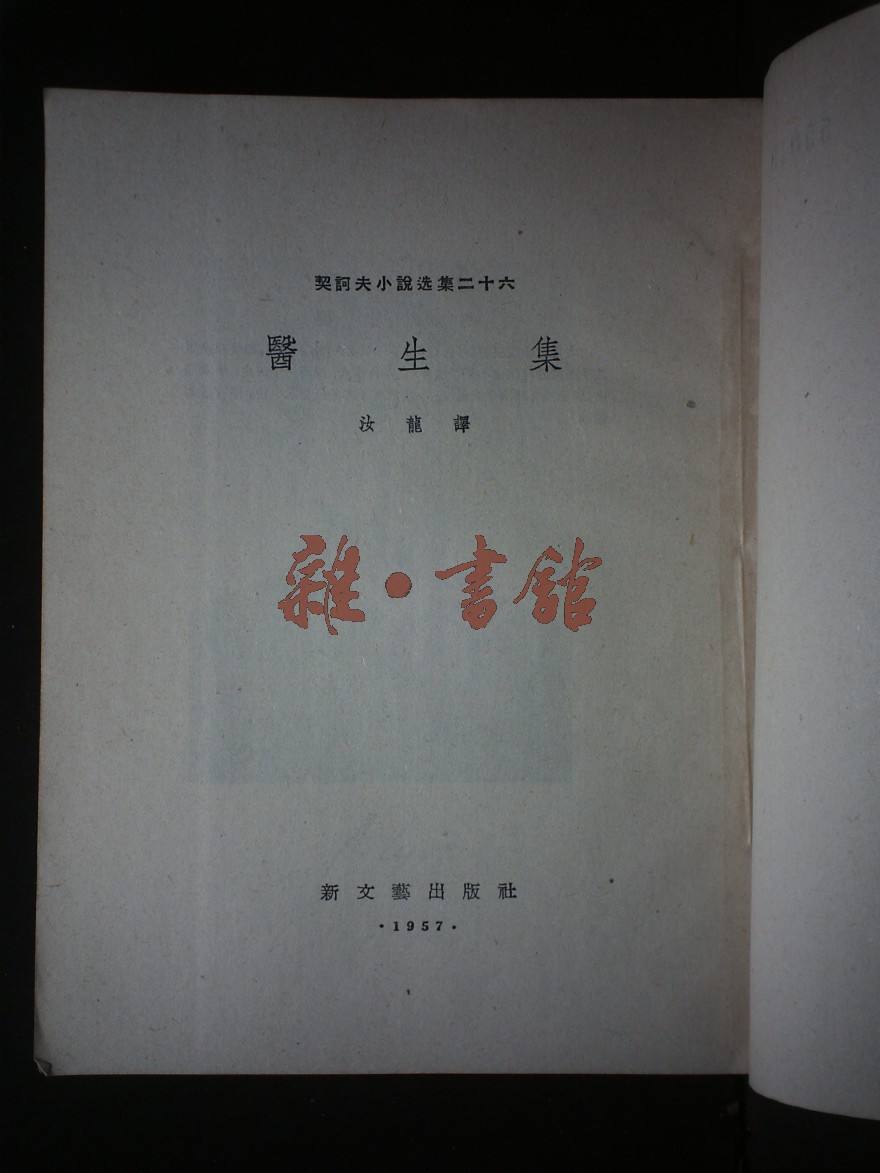 契訶夫小說选集二十六
醫生集
汝龍譯
雜·書館
新文藝出版社
·1957·